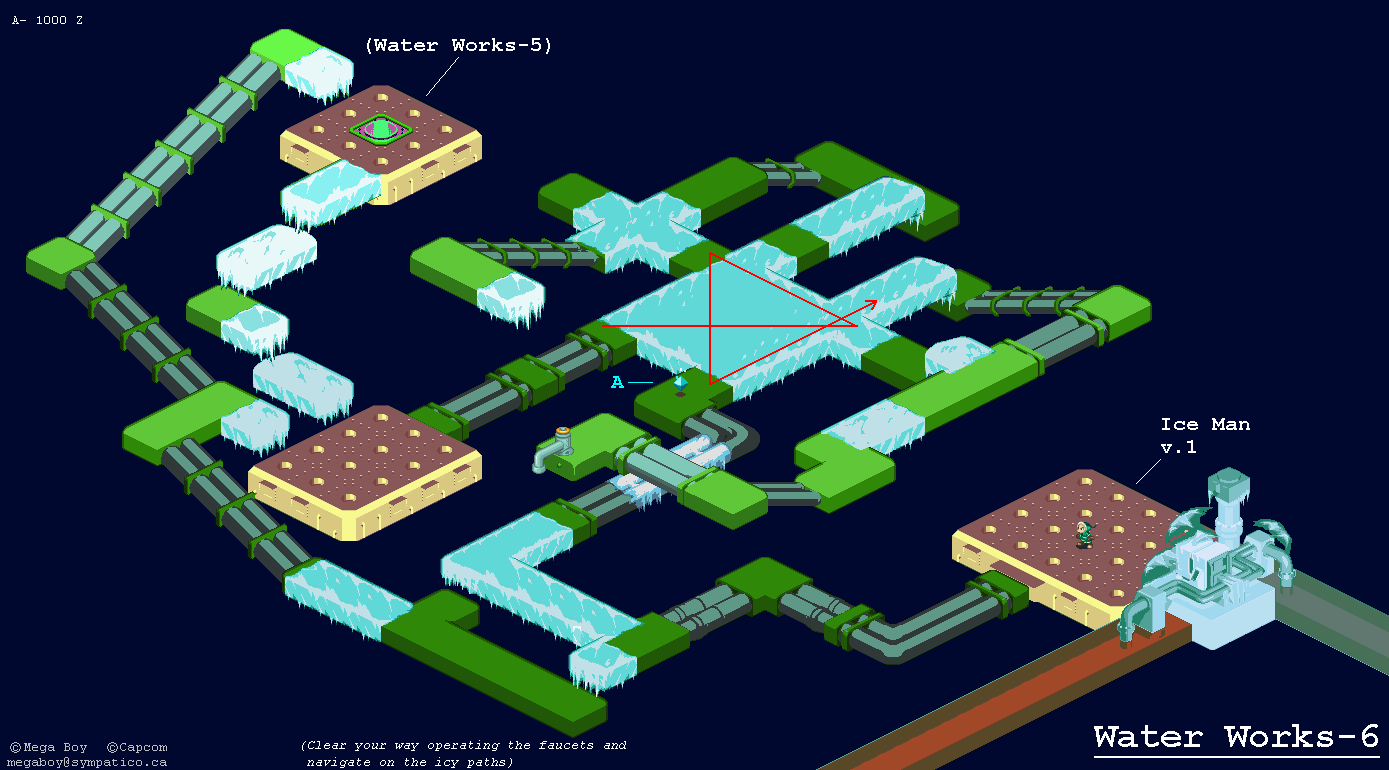 A- 1000 Z
(Water Works-5)
A
Ice Man
v.1
Water Works-6
(Clear your way operating the faucets and
navigate on the icy paths)
©Mega Boy ©Capcom
megaboy@sympatico.ca